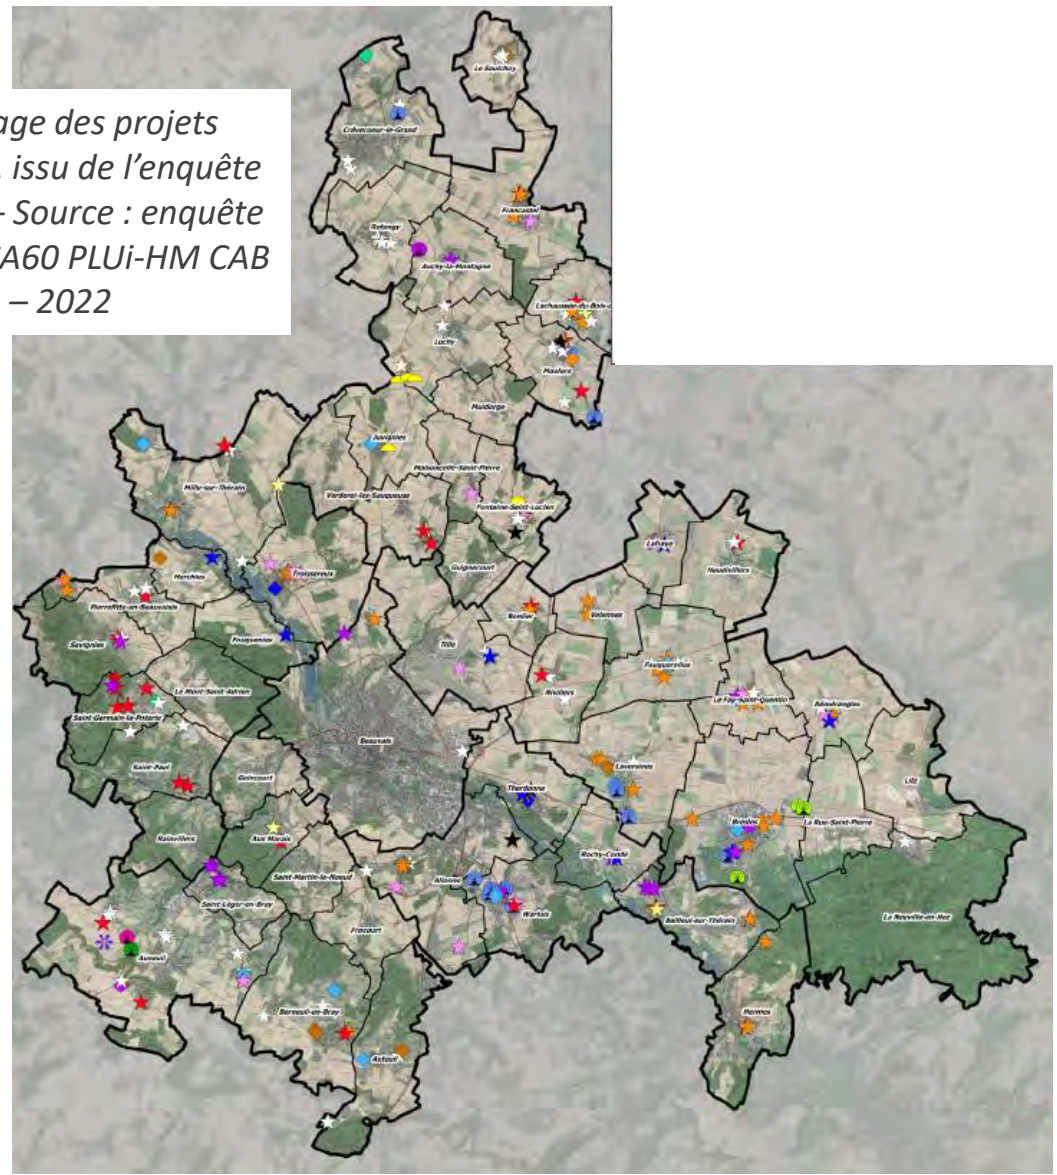 age des projets
issu de l'enquête
- Source : enquête
A60 PLUi-HM CAB
– 2022
Le Saulchoy
Crèvecoeur-le-Grand
Francastel
Rotangy
Auchy-la-Montagne
Lachaussée-du-Bois-d
Luchy
Maulers
Muidorge
Juvignies
Maisoncelle-Saint-Pierre
Milly-sur-Thérain
Verderel-les-Sauqueuse
Fontaine-Saint-Lucien
Lafraye
Haudivillers
Guignecourt
Herchies
Troissereux
Pierrefitte-en-Beauvaisis
Bonlier
Velennes
Savignies
Fouquenies
Tillé
Fouquerolles
Nivillers
Le Fay-Saint-Quentin
Rémérangles
Le Mont-Saint-Adrien
Saint-Germain-la-Poterie
Beauvais
Saint-Paul
Goincourt
Laversines
Litz
Therdonne
Bresles
La Rue-Saint-Pierre
Rainvillers
Aux Marais
Rochy-Condé
Saint-Martin-le-Noeud
Allonne
Saint-Léger-en-Bray
Warluis
Bailleul-sur-Thérain
La Neuville-en-Hez
Frocourt
Auneuil
Berneuil-en-Bray
Hermes
Auteuil